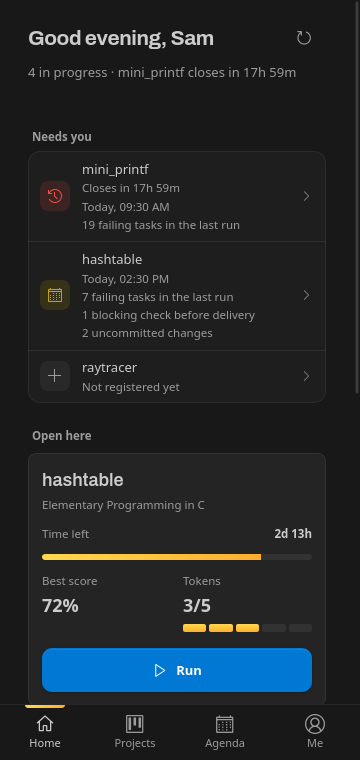 Good evening, Sam
4 in progress · mini_printf closes in 17h 59m
Needs you
mini_printf
Closes in 17h 59m
Today, 09:30 AM
19 failing tasks in the last run
hashtable
Today, 02:30 PM
7 failing tasks in the last run
1 blocking check before delivery
2 uncommitted changes
raytracer
Not registered yet
Open here
hashtable
Elementary Programming in C
Time left 2d 13h
Best score Tokens
72% 3/5
Run
Home Projects Agenda Me